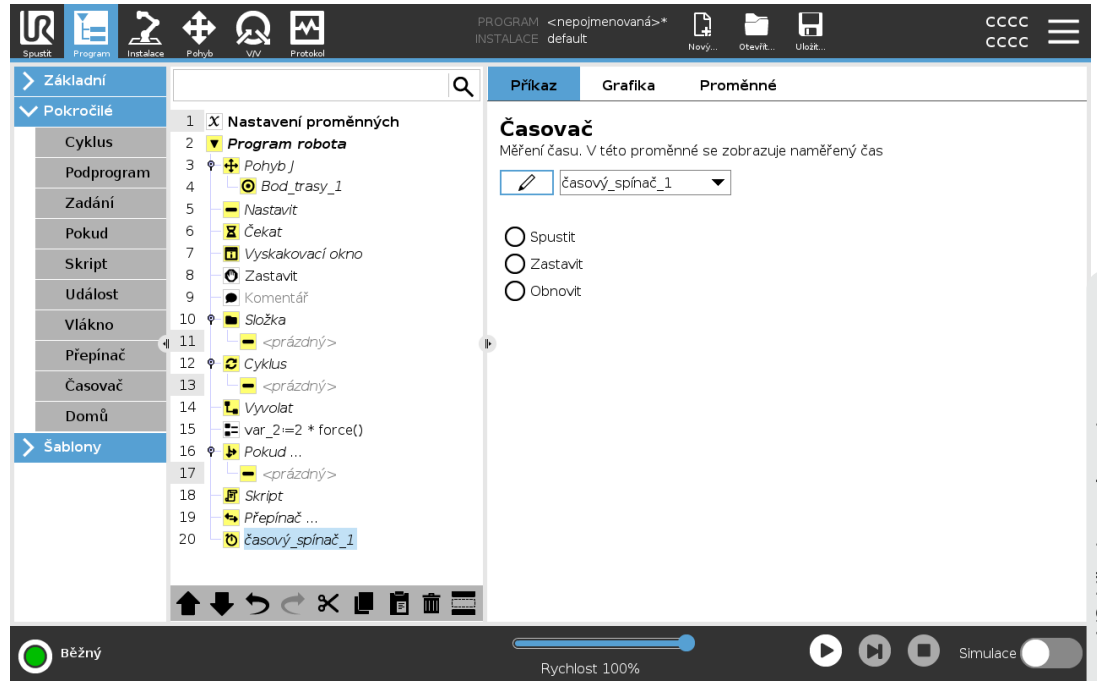 UR
Spustit
Program
Instalace
Pohyb
V/V
Protokol
PROGRAM <nepojmenovaná>*
INSTALACE default
Nový...
Otevřít...
Uložit...
CCCC
CCCC
Základní
Pokročilé
Cyklus
Podprogram
Zadání
Pokud
Skript
Událost
Vlákno
Přepínač
Časovač
Domů
Šablony
1 X Nastavení proměnných
2 Program robota
3 Pohyb J
4 Bod_trasy_1
5 Nastavit
6 Čekat
7 Vyskakovací okno
8 Zastavit
9 Komentář
10 Složka
11 <prázdný>
12 Cyklus
13 <prázdný>
14 Vyvolat
15 var_2≔2 * force()
16 Pokud ...
17 <prázdný>
18 Skript
19 Přepínač ...
20 časový_spínač_1
Příkaz
Grafika
Proměnné
Časovač
Měření času. V této proměnné se zobrazuje naměřený čas
časový_spínač_1
Spustit
Zastavit
Obnovit
Běžný
Rychlost 100%
Simulace